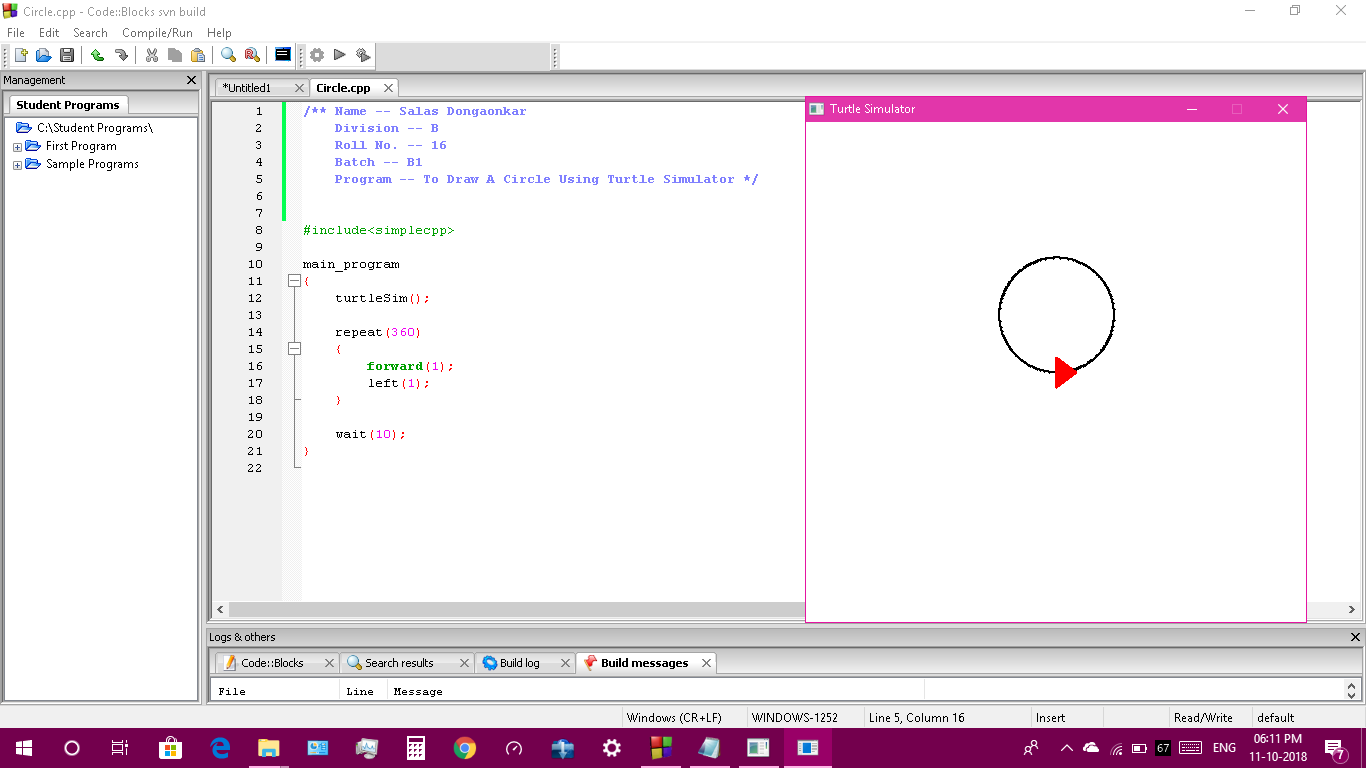 Circle.cpp - Code::Blocks svn build
File Edit Search Compile/Run Help
Management
Student Programs
C:\Student Programs\
First Program
Sample Programs
*Untitled1 Circle.cpp
1 /** Name -- Salas Dongaonkar
2 Division -- B
3 Roll No. -- 16
4 Batch -- B1
5 Program -- To Draw A Circle Using Turtle Simulator */
6
7
8 #include<simplecpp>
9
10 main_program
11 {
12 turtleSim();
13
14 repeat(360)
15 {
16 forward(1);
17 left(1);
18 }
19
20 wait(10);
21 }
22
Turtle Simulator
Logs & others
Code::Blocks Search results Build log Build messages
File Line Message
Windows (CR+LF) WINDOWS-1252 Line 5, Column 16 Insert Read/Write default
67 ENG 06:11 PM
11-10-2018 7